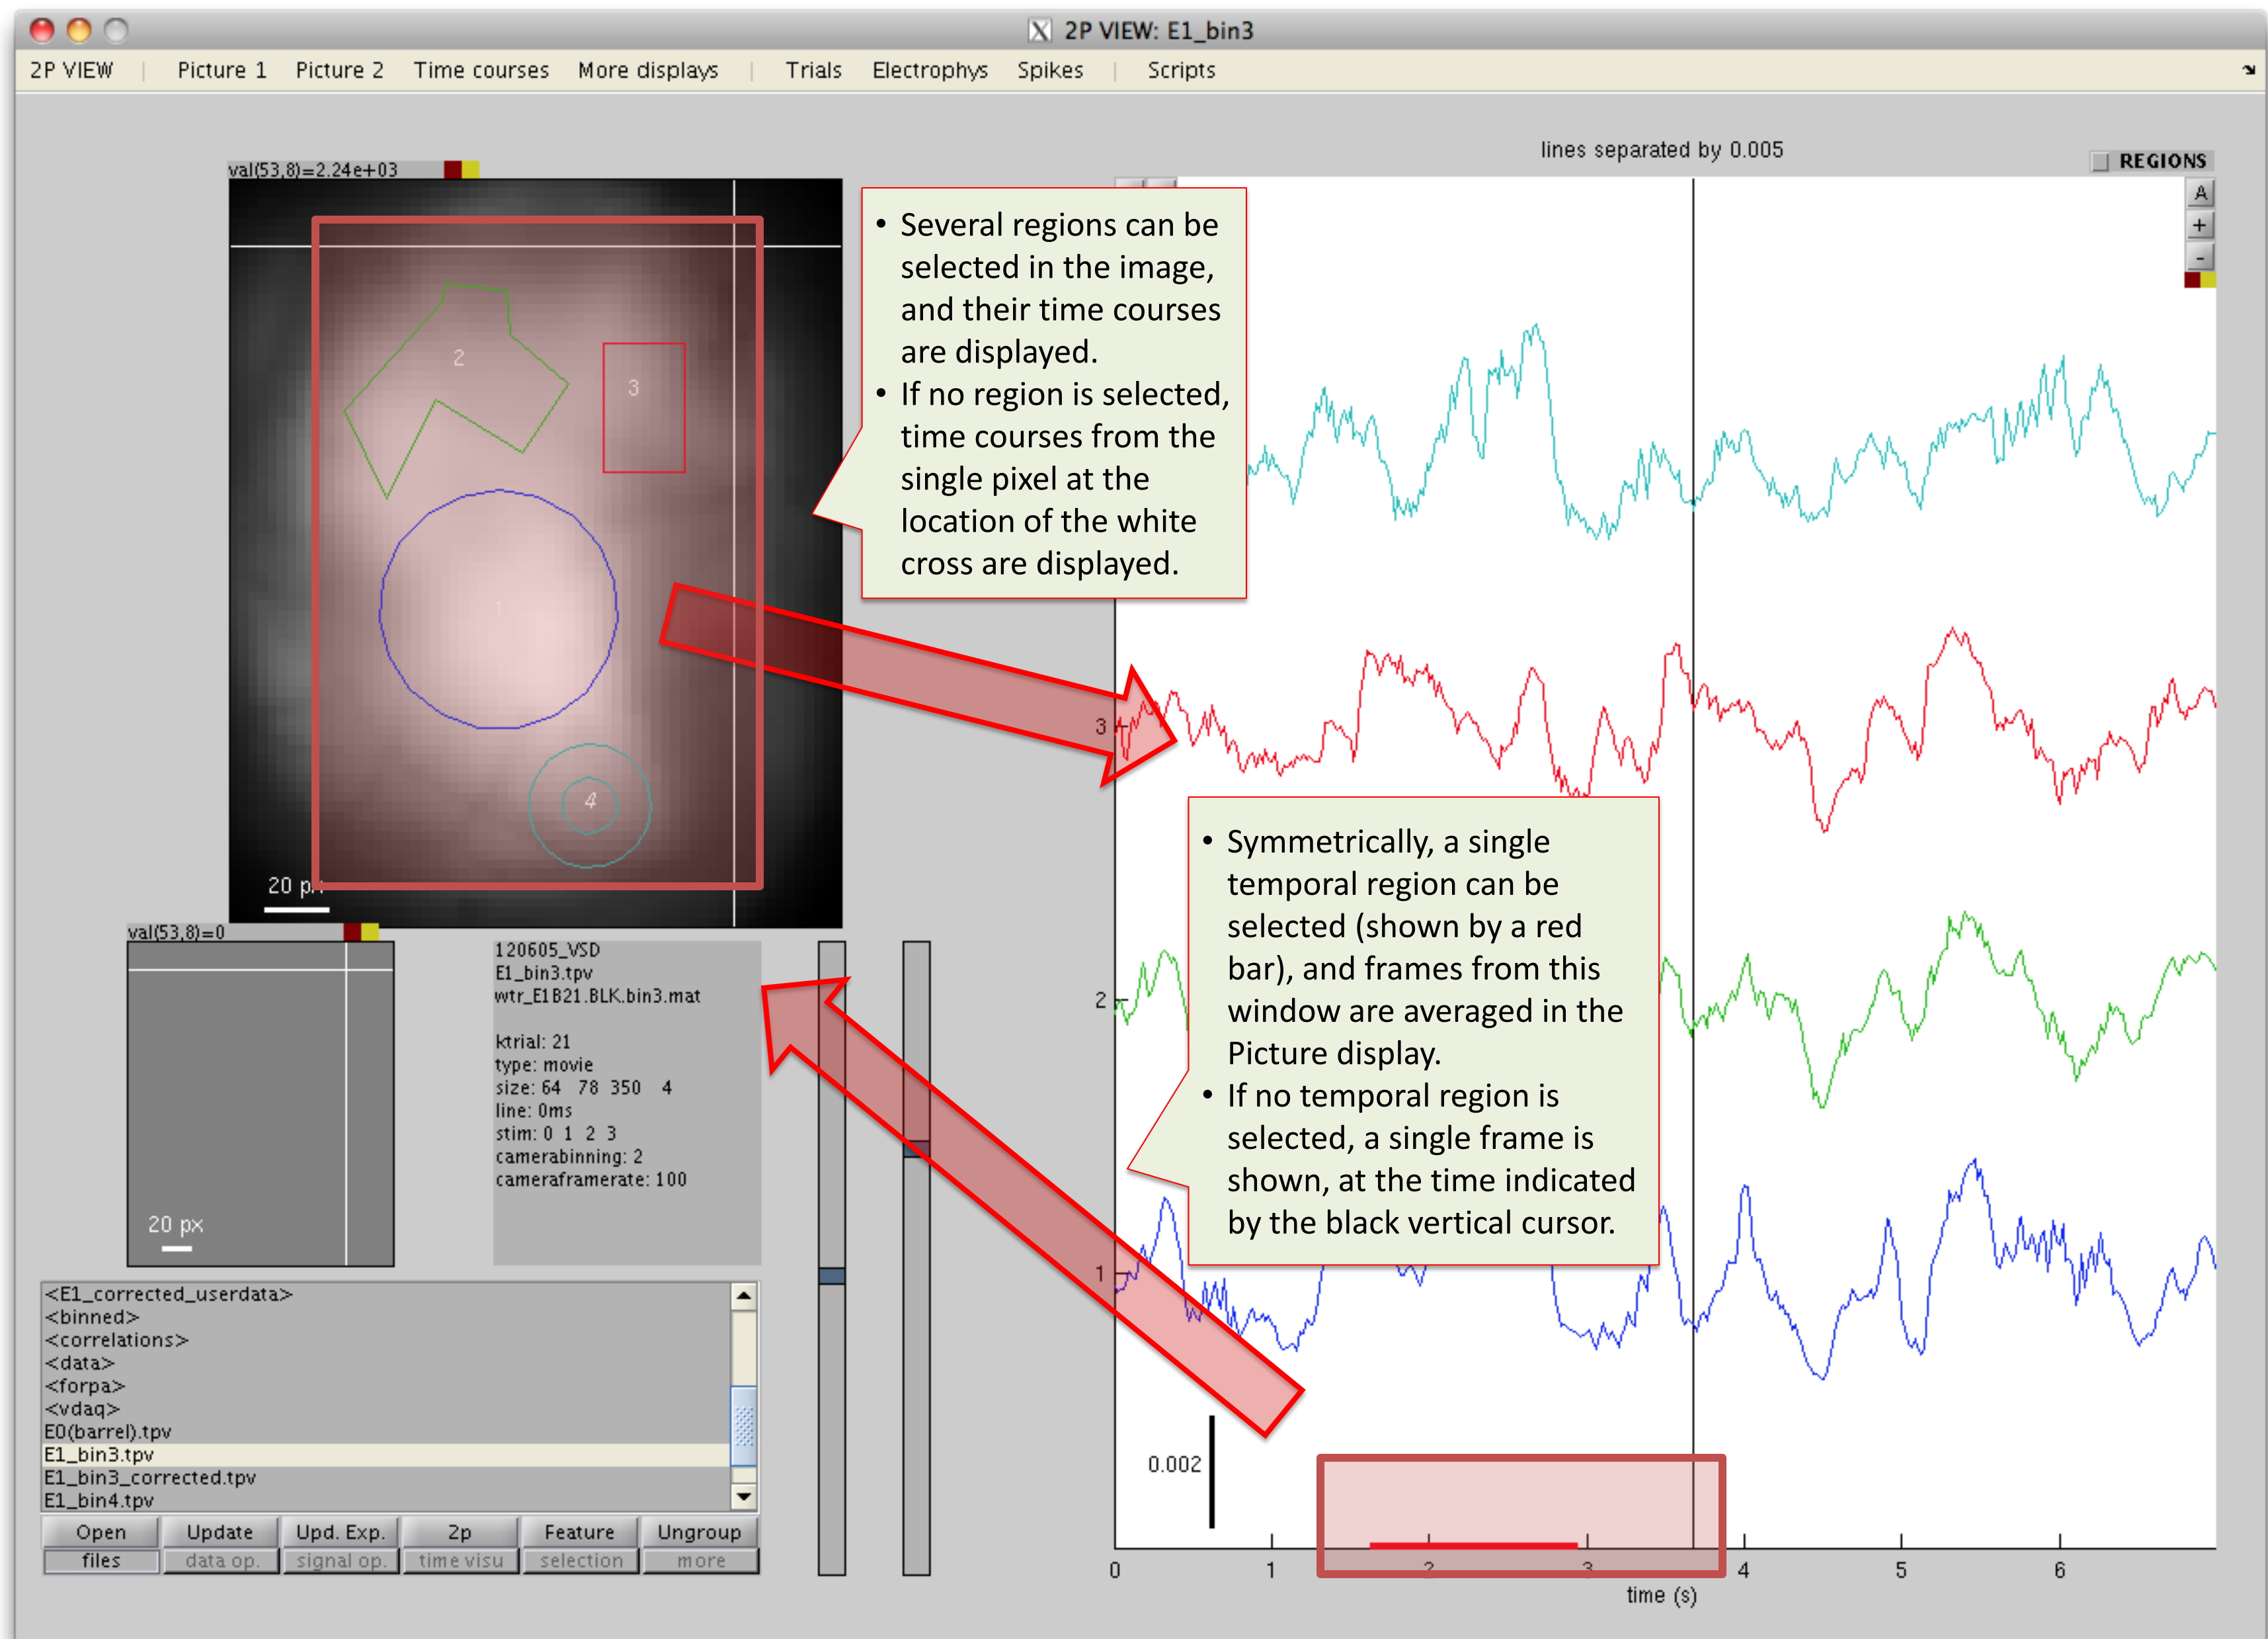 2P VIEW: E1_bin3
2P VIEW | Picture 1 Picture 2 Time courses More displays | Trials Electrophys Spikes | Scripts
lines separated by 0.005
REGIONS
A
+
-
val(53,8)=2.24e+03
2
3
1
4
• Several regions can be
selected in the image,
and their time courses
are displayed.
• If no region is selected,
time courses from the
single pixel at the
location of the white
cross are displayed.
3
2
1
• Symmetrically, a single
temporal region can be
selected (shown by a red
bar), and frames from this
window are averaged in the
Picture display.
• If no temporal region is
selected, a single frame is
shown, at the time indicated
by the black vertical cursor.
0.002
0 1 2 3 4 5 6
time (s)
20 px
val(53,8)=0
20 px
120605_VSD
E1_bin3.tpv
wtr_E1B21.BLK.bin3.mat
ktrial: 21
type: movie
size: 64 78 350 4
line: 0ms
stim: 0 1 2 3
camerabinning: 2
cameraframerate: 100
<E1_corrected_userdata>
<binned>
<correlations>
<data>
<forpa>
<vdaq>
E0(barrel).tpv
E1_bin3.tpv
E1_bin3_corrected.tpv
E1_bin4.tpv
Open Update Upd. Exp. 2p Feature Ungroup
files data op. signal op. time visu selection more